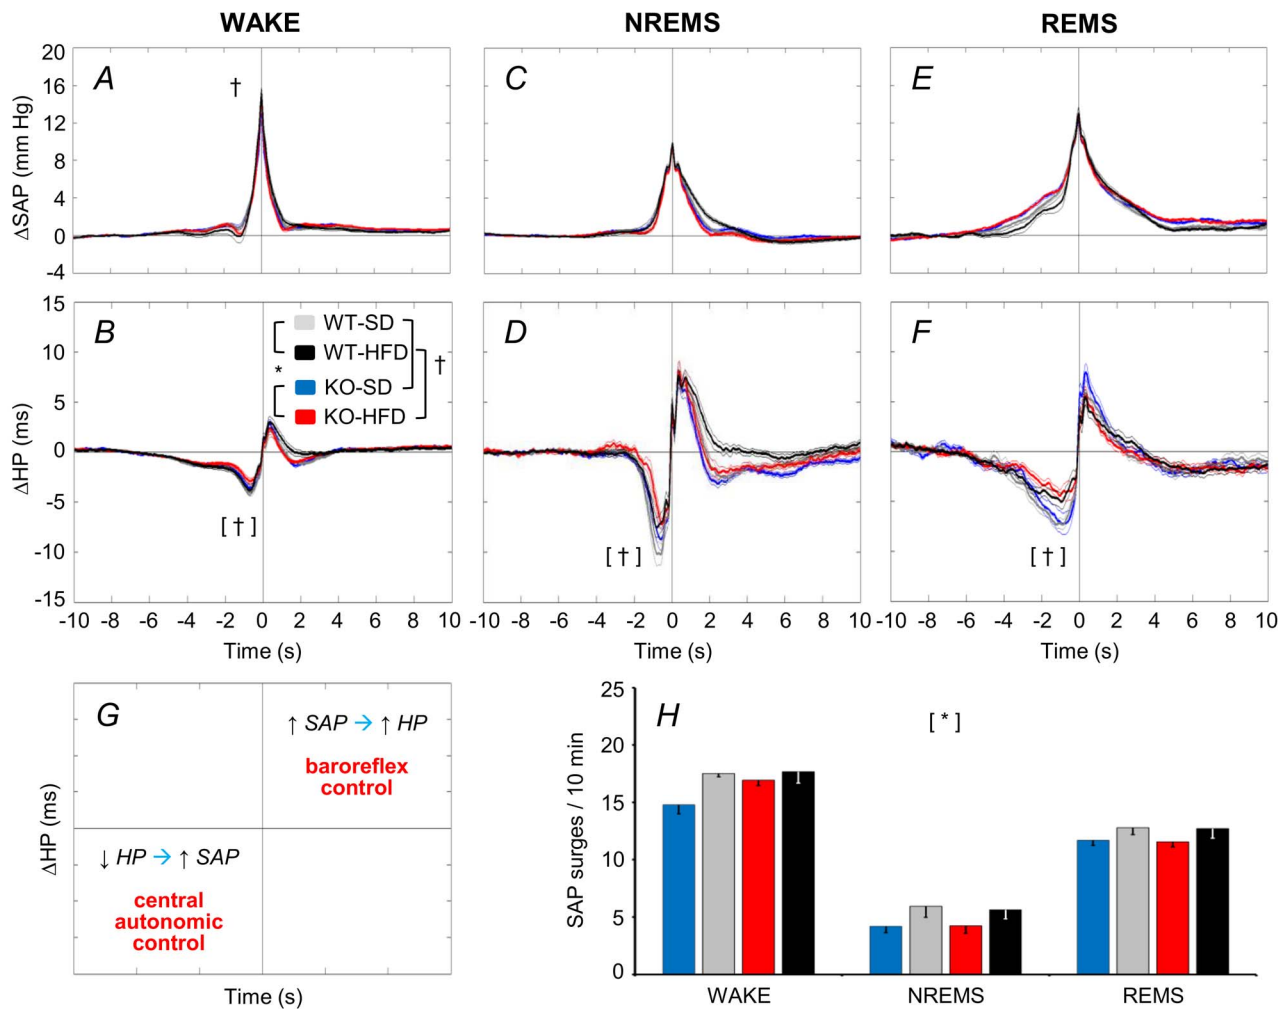 WAKE NREMS REMS
ΔSAP (mm Hg)
20
16
12
8
4
0
-4
A †
C
E
ΔHP (ms)
15
10
5
0
-5
-10
-15
B
WT-SD
WT-HFD
*
†
KO-SD
KO-HFD
[ † ]
D
[ † ]
F
[ † ]
-10 -8 -6 -4 -2 0 2 4 6 8 10
-10 -8 -6 -4 -2 0 2 4 6 8 10
-10 -8 -6 -4 -2 0 2 4 6 8 10
Time (s) Time (s) Time (s)
ΔHP (ms)
G
↑ SAP → ↑ HP
baroreflex
control
↓ HP → ↑ SAP
central
autonomic
control
Time (s)
SAP surges / 10 min
25
20
15
10
5
0
H [ * ]
WAKE NREMS REMS